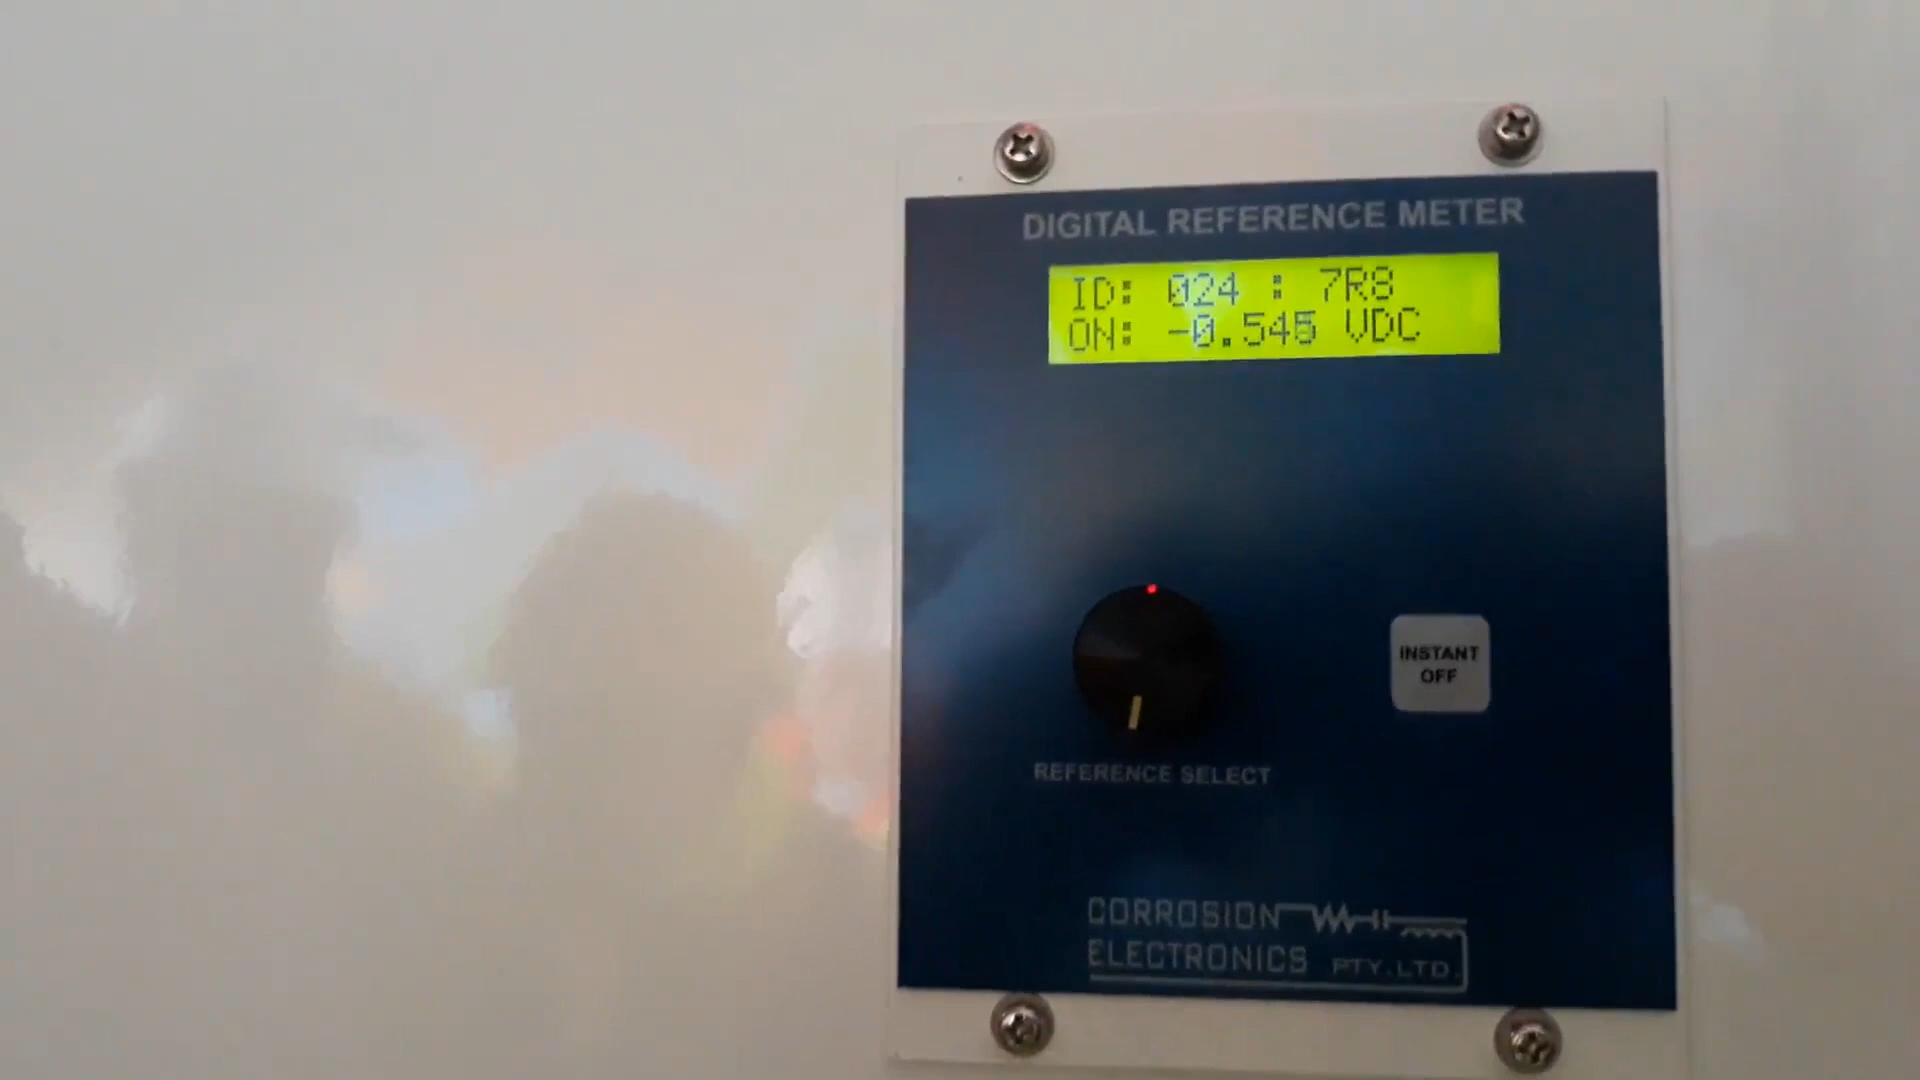 DIGITAL REFERENCE METER
ID: 024 : 7R8
ON: -0.545 VDC
INSTANT
OFF
REFERENCE SELECT
CORROSION
ELECTRONICS PTY. LTD.